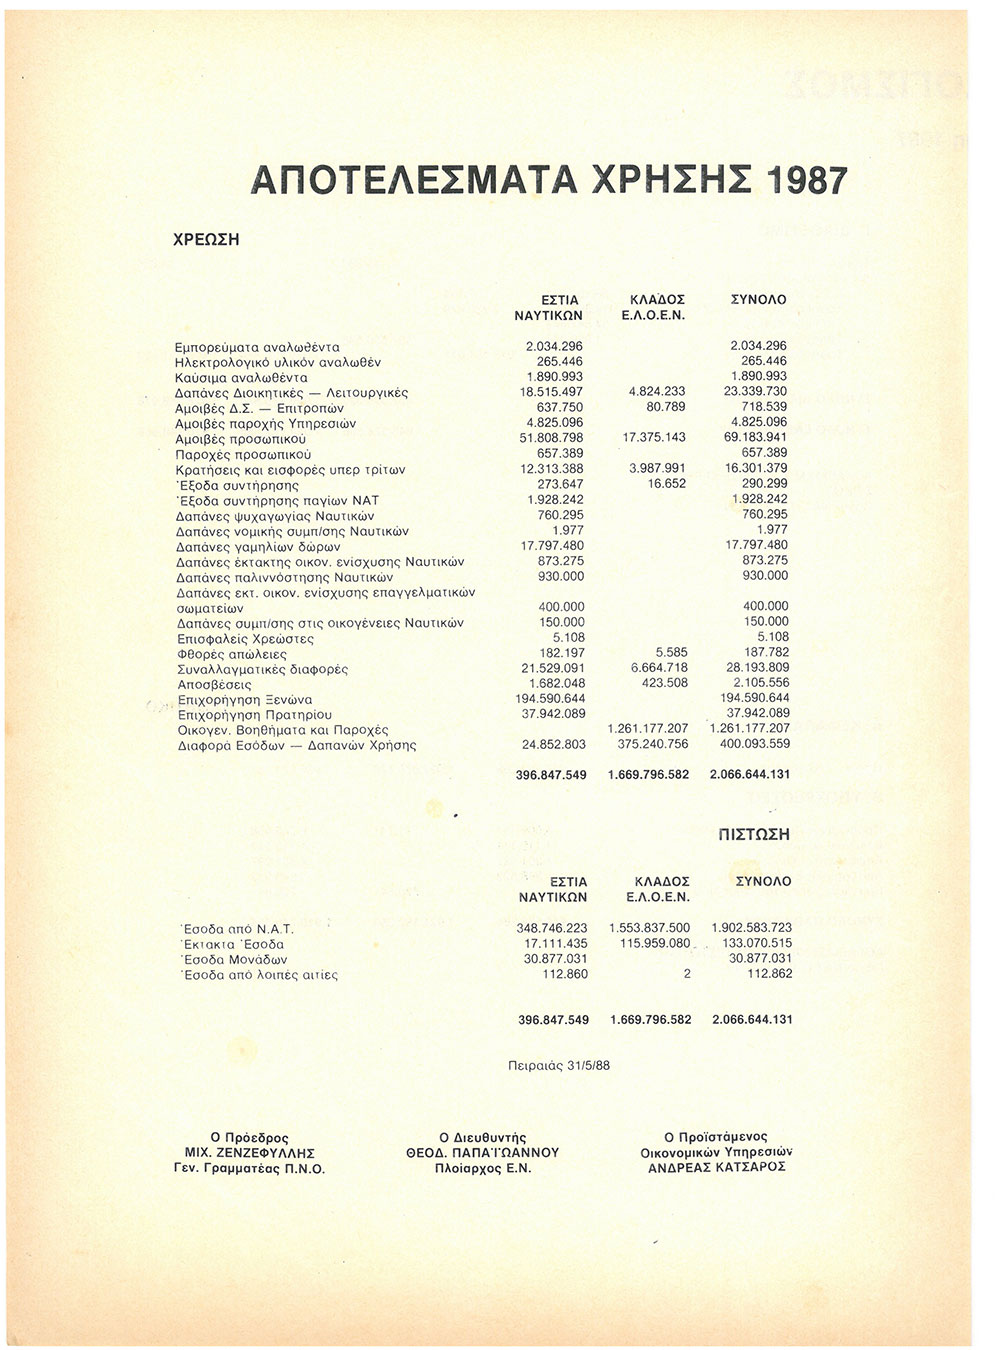 ΑΠΟΤΕΛΕΣΜΑΤΑ ΧΡΗΣΗΣ 1987
ΧΡΕΩΣΗ
ΕΣΤΙΑ ΚΛΑΔΟΣ ΣΥΝΟΛΟ
ΝΑΥΤΙΚΩΝ Ε.Λ.Ο.Ε.Ν.
Εμπορεύματα αναλωθέντα 2.034.296 2.034.296
Ηλεκτρολογικό υλικόν αναλωθέν 265.446 265.446
Καύσιμα αναλωθέντα 1.890.993 1.890.993
Δαπάνες Διοικητικές — Λειτουργικές 18.515.497 4.824.233 23.339.730
Αμοιβές Δ.Σ. — Επιτροπών 637.750 80.789 718.539
Αμοιβές παροχής Υπηρεσιών 4.825.096 4.825.096
Αμοιβές προσωπικού 51.808.798 17.375.143 69.183.941
Παροχές προσωπικού 657.389 657.389
Κρατήσεις και εισφορές υπερ τρίτων 12.313.388 3.987.991 16.301.379
Έξοδα συντήρησης 273.647 16.652 290.299
Έξοδα συντήρησης παγίων ΝΑΤ 1.928.242 1.928.242
Δαπάνες ψυχαγωγίας Ναυτικών 760.295 760.295
Δαπάνες νομικής συμπ/σης Ναυτικών 1.977 1.977
Δαπάνες γαμηλίων δώρων 17.797.480 17.797.480
Δαπάνες έκτακτης οικον. ενίσχυσης Ναυτικών 873.275 873.275
Δαπάνες παλιννόστησης Ναυτικών 930.000 930.000
Δαπάνες εκτ. οικον. ενίσχυσης επαγγελματικών
σωματείων 400.000 400.000
Δαπάνες συμπ/σης στις οικογένειες Ναυτικών 150.000 150.000
Επισφαλείς Χρεώστες 5.108 5.108
Φθορές απώλειες 182.197 5.585 187.782
Συναλλαγματικές διαφορές 21.529.091 6.664.718 28.193.809
Αποσβέσεις 1.682.048 423.508 2.105.556
Επιχορήγηση Ξενώνα 194.590.644 194.590.644
Επιχορήγηση Πρατηρίου 37.942.089 37.942.089
Οικογεν. Βοηθήματα και Παροχές 1.261.177.207 1.261.177.207
Διαφορά Εσόδων — Δαπανών Χρήσης 24.852.803 375.240.756 400.093.559
396.847.549 1.669.796.582 2.066.644.131
ΠΙΣΤΩΣΗ
ΕΣΤΙΑ ΚΛΑΔΟΣ ΣΥΝΟΛΟ
ΝΑΥΤΙΚΩΝ Ε.Λ.Ο.Ε.Ν.
Έσοδα από Ν.Α.Τ. 348.746.223 1.553.837.500 1.902.583.723
Έκτακτα Έσοδα 17.111.435 115.959.080 133.070.515
Έσοδα Μονάδων 30.877.031 30.877.031
Έσοδα από λοιπές αιτίες 112.860 2 112.862
396.847.549 1.669.796.582 2.066.644.131
Πειραιάς 31/5/88
Ο Πρόεδρος Ο Διευθυντής Ο Προϊστάμενος
ΜΙΧ. ΖΕΝΖΕΦΥΛΛΗΣ ΘΕΟΔ. ΠΑΠΑΪΩΑΝΝΟΥ Οικονομικών Υπηρεσιών
Γεν. Γραμματέας Π.Ν.Ο. Πλοίαρχος Ε.Ν. ΑΝΔΡΕΑΣ ΚΑΤΣΑΡΟΣ